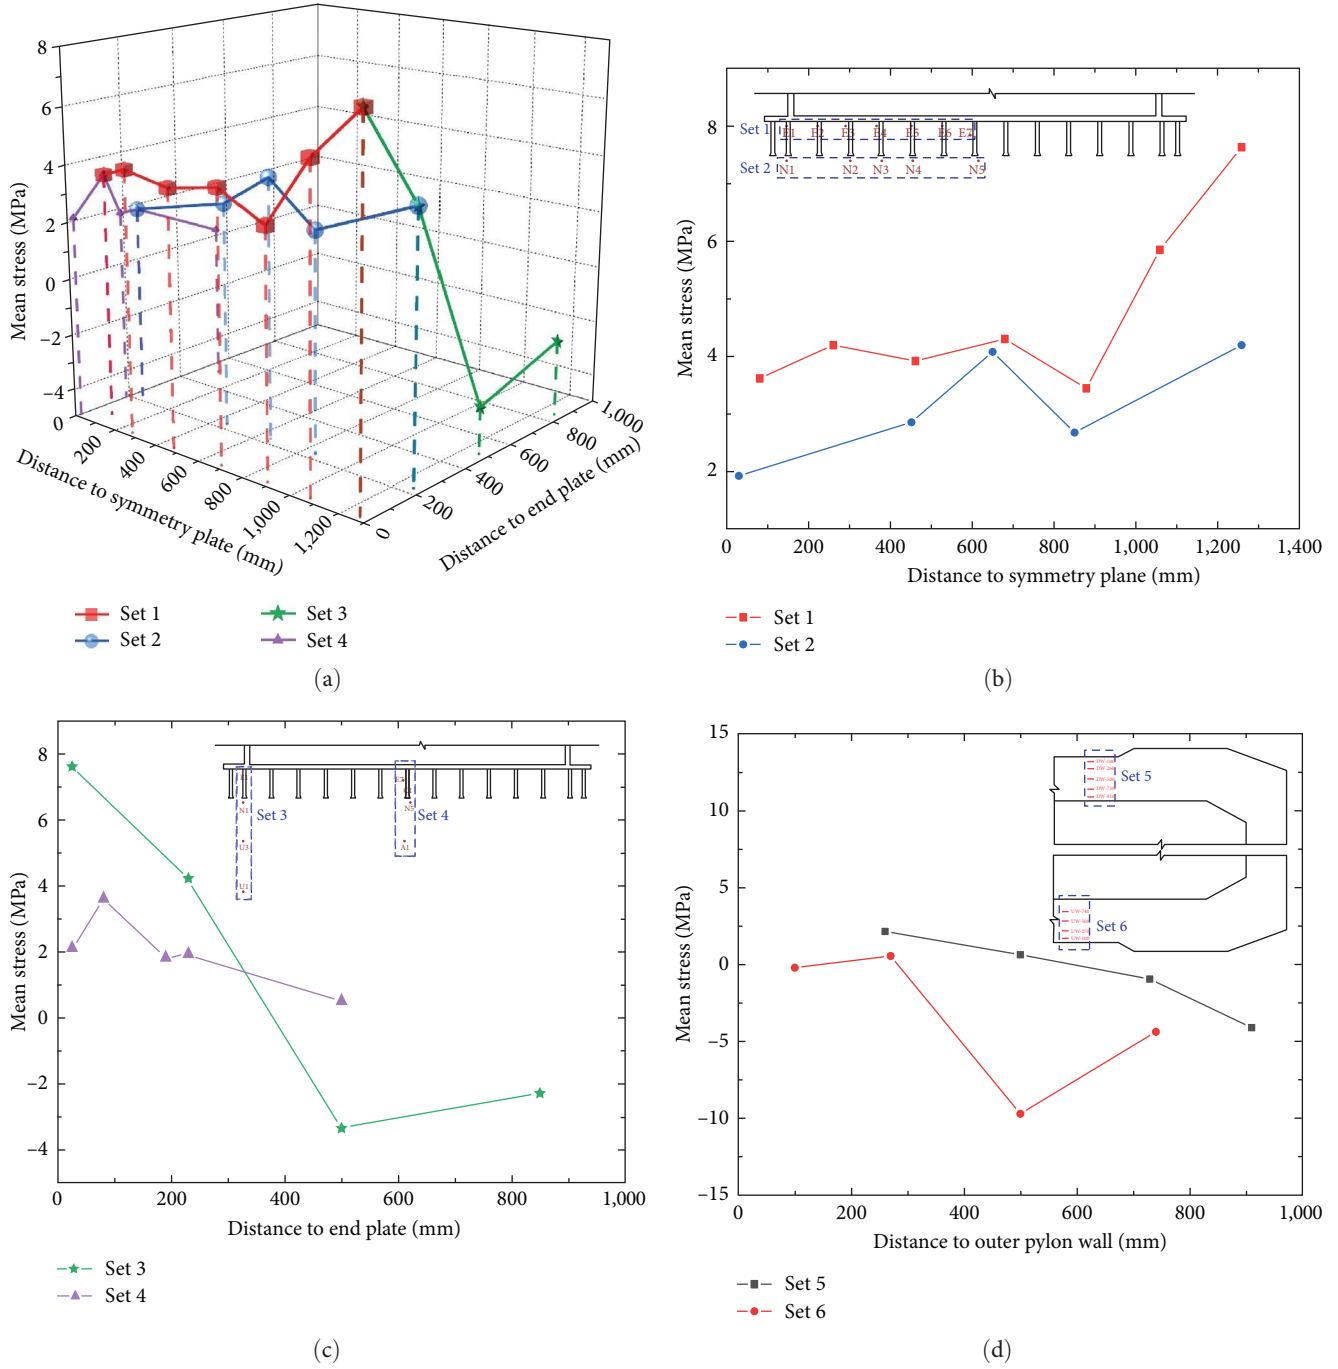 8
6
4
2
0
−2
−4
Mean stress (MPa)
0
200
400
600
800
1,000
1,200
Distance to symmetry plate (mm)
0
200
400
600
800
1,000
Distance to end plate (mm)
Set 1
Set 2
Set 3
Set 4
(a)
8
6
4
2
Mean stress (MPa)
Set 1
E1 E2 E3 E4 E5 E6 E7
Set 2
N1 N2 N3 N4 N5
0 200 400 600 800 1,000 1,200 1,400
Distance to symmetry plane (mm)
Set 1
Set 2
(b)
8
6
4
2
0
−2
−4
Mean stress (MPa)
N1
U3
U1
Set 3
E7
N5
A1
Set 4
0 200 400 600 800 1,000
Distance to end plate (mm)
Set 3
Set 4
(c)
15
10
5
0
−5
−10
−15
Mean stress (MPa)
Set 5
Set 6
0 200 400 600 800 1,000
Distance to outer pylon wall (mm)
Set 5
Set 6
(d)